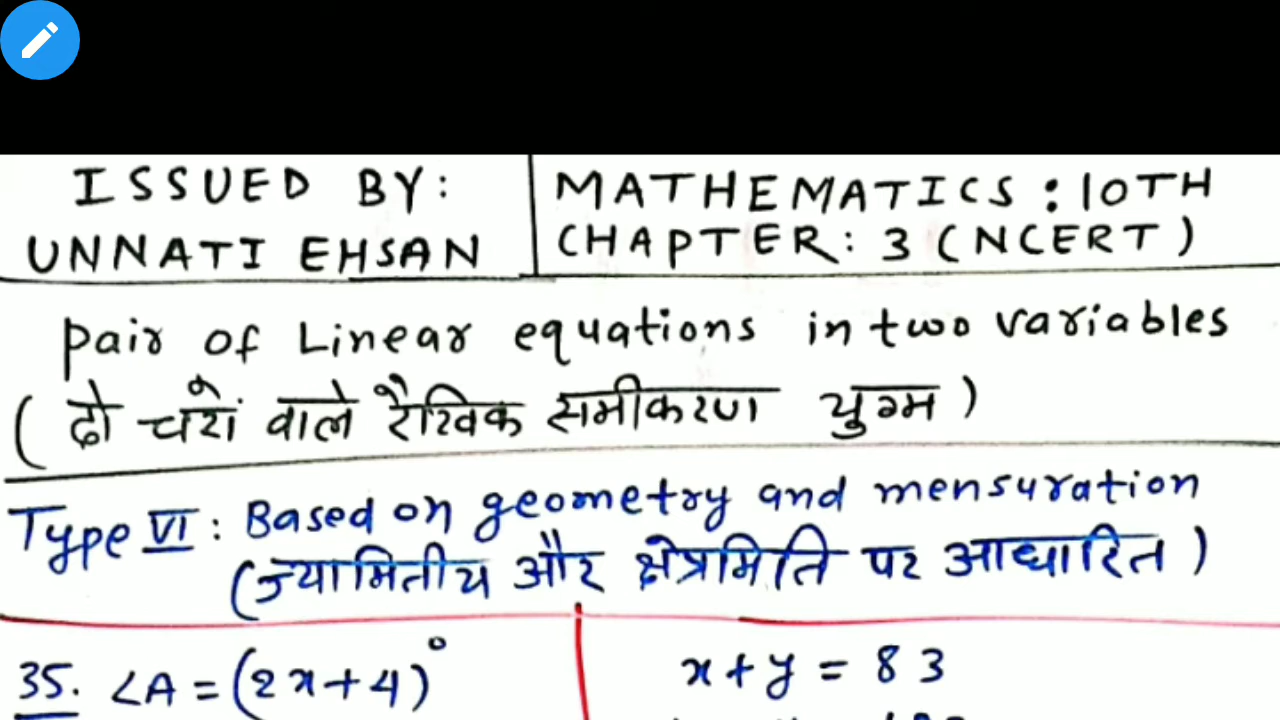 ISSUED BY:
UNNATI EHSAN
MATHEMATICS: 10TH
CHAPTER: 3 (NCERT)
pair of Linear equations in two variables
(दो चरों वाले रैखिक समीकरण युग्म)
Type VI: Based on geometry and mensuration
(ज्यामितीय और क्षेत्रमिति पर आधारित)
35. ∠A = (2x+4)°
x+y = 83